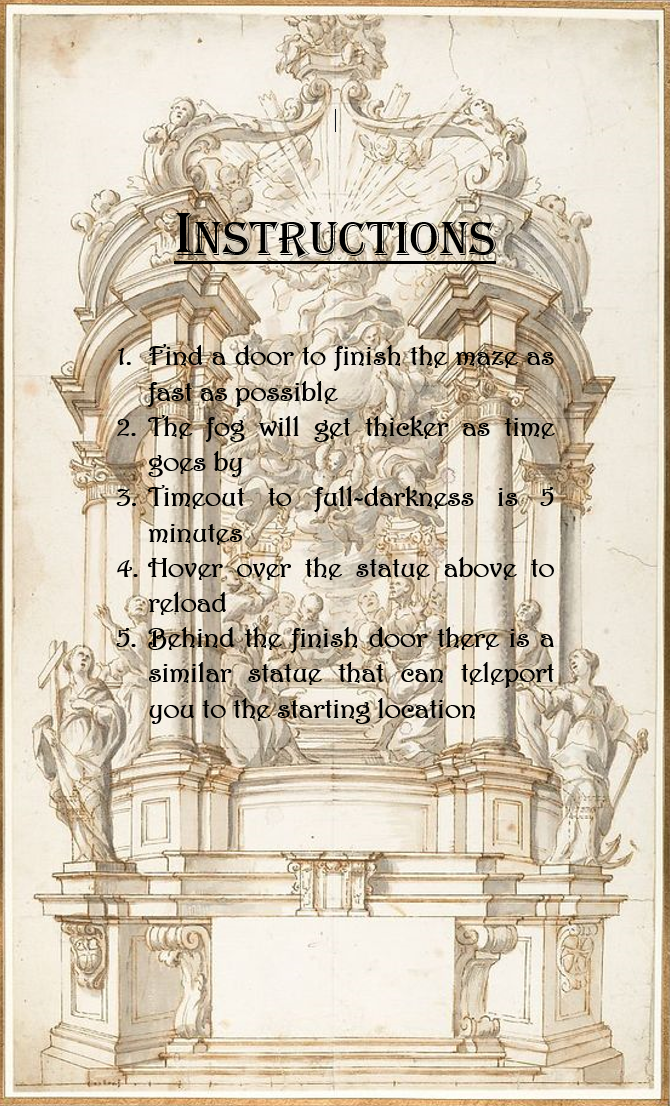 Instructions
1. Find a door to finish the maze as
fast as possible
2. The fog will get thicker as time
goes by
3. Timeout to full-darkness is 5
minutes
4. Hover over the statue above to
reload
5. Behind the finish door there is a
similar statue that can teleport
you to the starting location